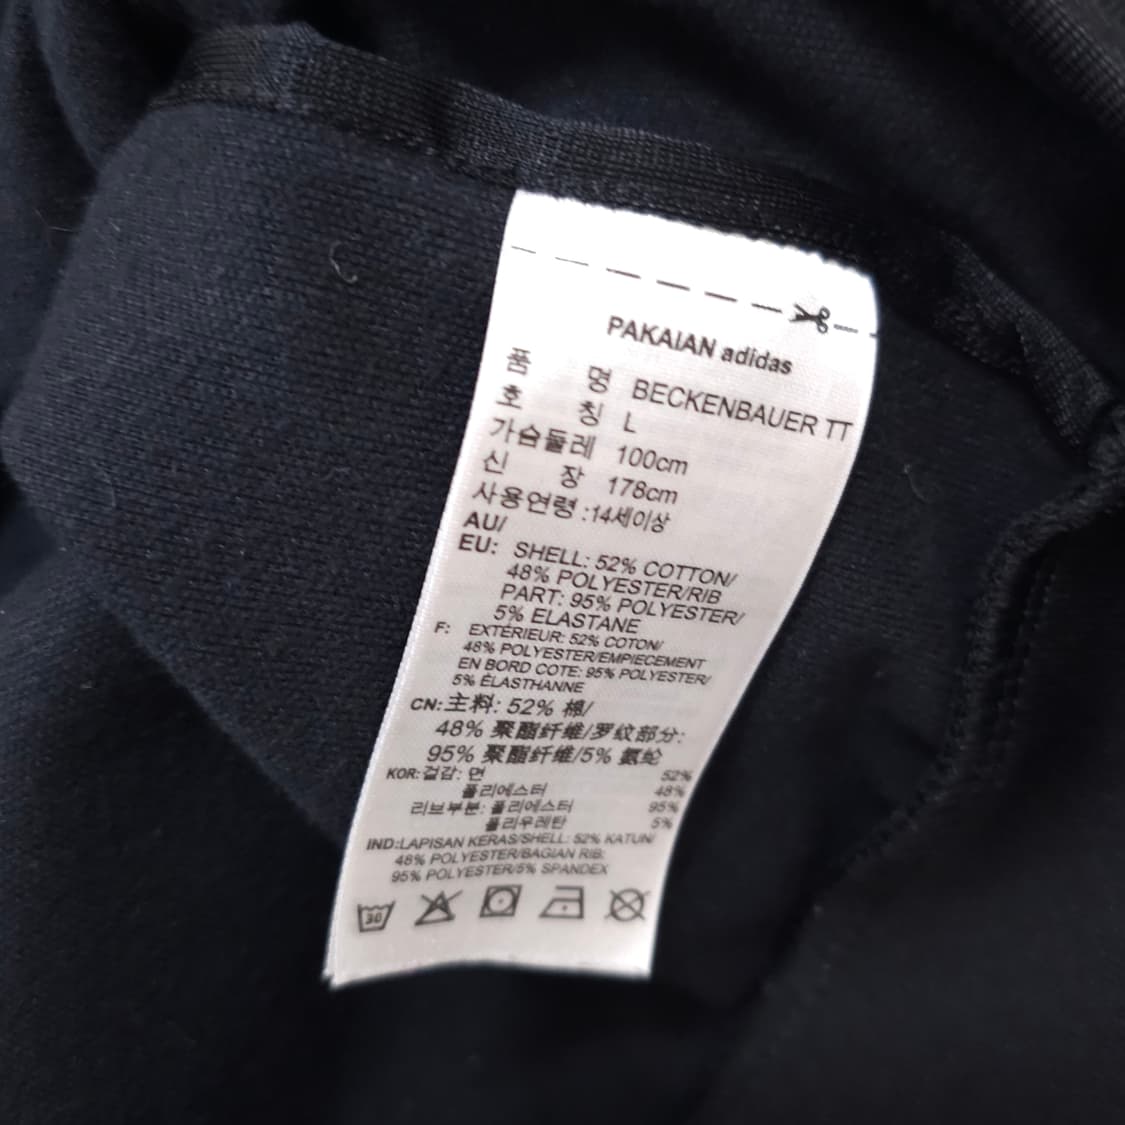 PAKAIAN adidas
품 명 BECKENBAUER TT
호 칭 L
가슴둘레 100cm
신 장 178cm
사용연령 :14세이상
AU/
EU: SHELL: 52% COTTON/
48% POLYESTER/RIB
PART: 95% POLYESTER/
5% ELASTANE
F: EXTÉRIEUR: 52% COTON/
48% POLYESTER/EMPIECEMENT
EN BORD COTE: 95% POLYESTER/
5% ÉLASTHANNE
CN:主料: 52% 棉/
48% 聚酯纤维/罗纹部分:
95% 聚酯纤维/5% 氨纶
KOR:겉감: 면 52%
폴리에스터 48%
리브부분: 폴리에스터 95%
폴리우레탄 5%
IND:LAPISAN KERAS/SHELL: 52% KATUN/
48% POLYESTER/BAGIAN RIB:
95% POLYESTER/5% SPANDEX
30